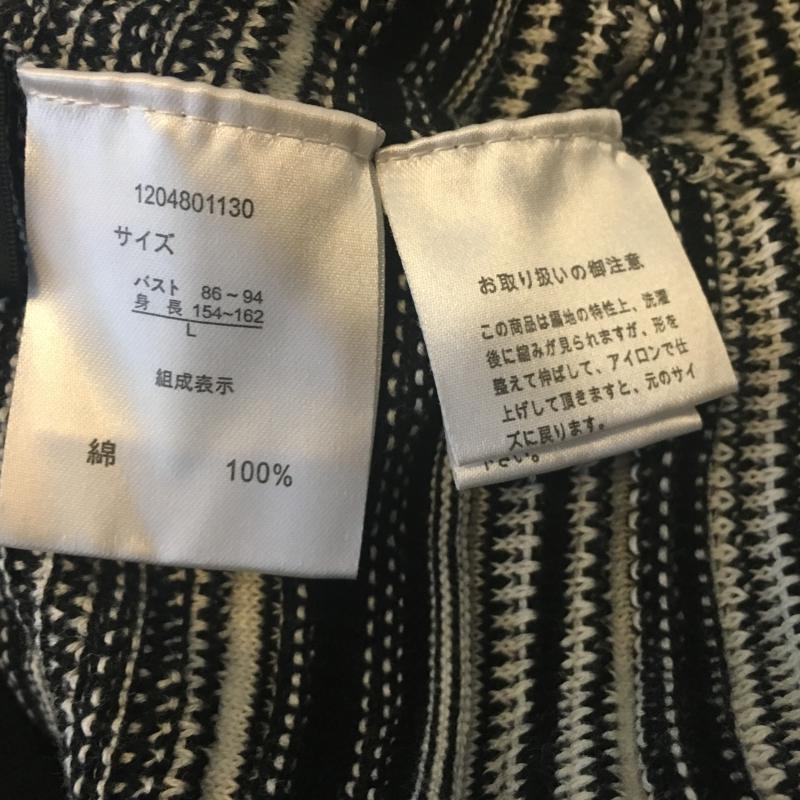 1204801130
サイズ
バスト 86～94
身長 154～162
L
組成表示
綿 100%
お取り扱いの御注意
この商品は編地の特性上、洗濯
後に縮みが見られますが、形を
整えて伸ばして、アイロンで仕
上げして頂きますと、元のサイ
ズに戻ります。